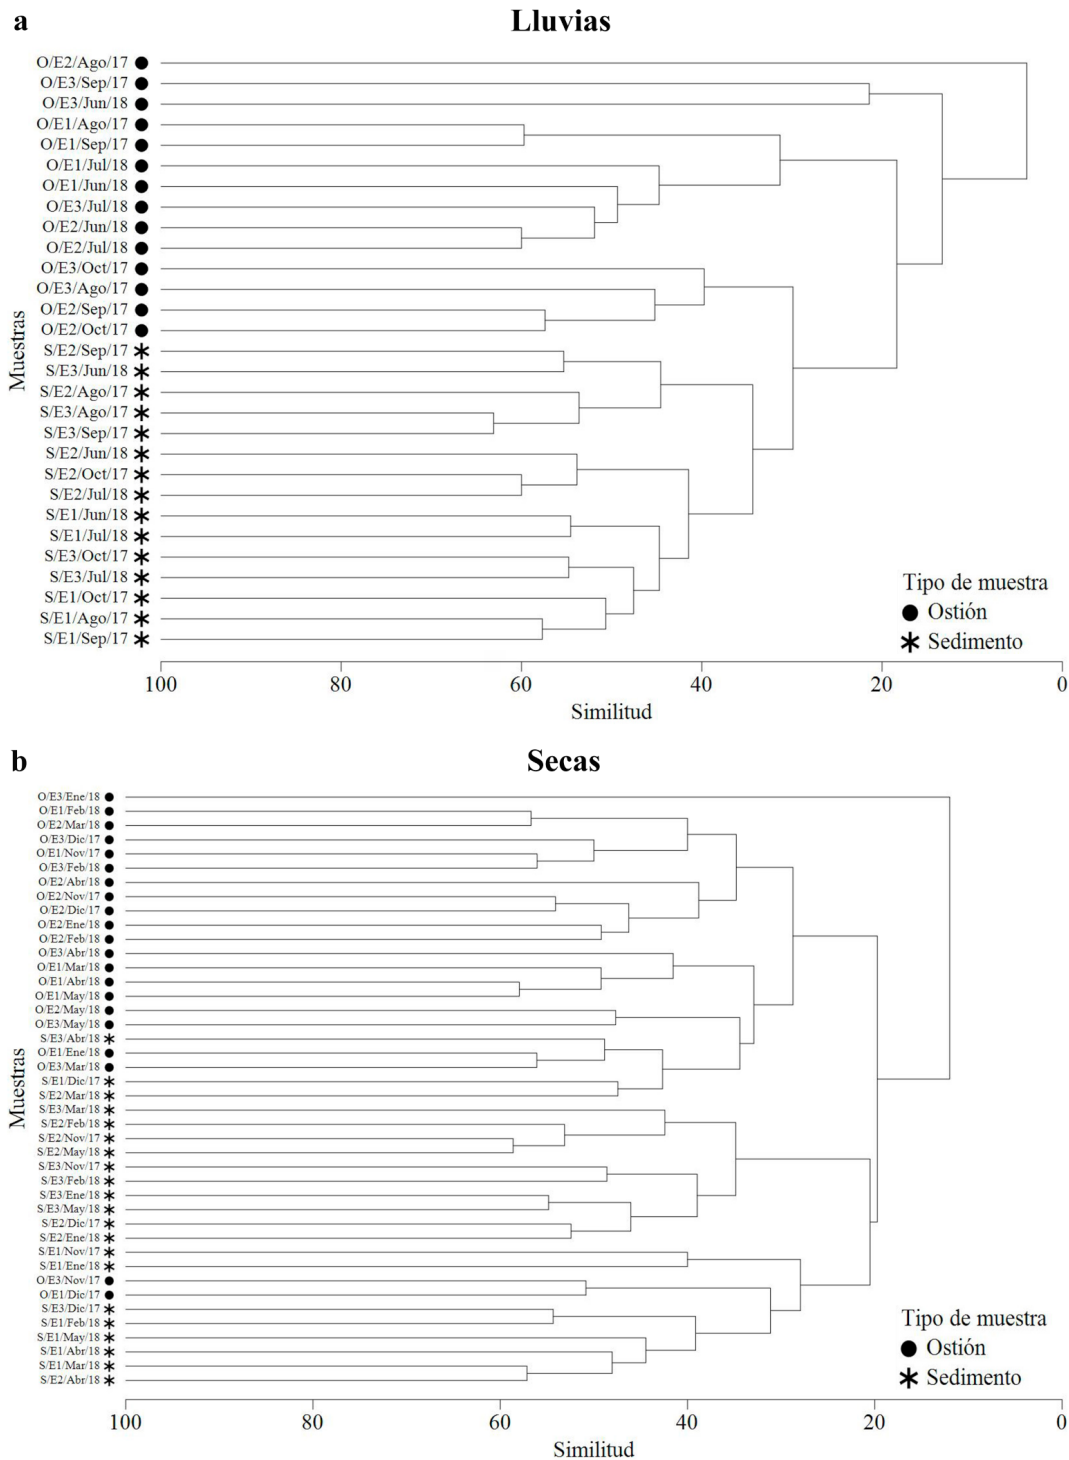 a
Lluvias
O/E2/Ago/17
O/E3/Sep/17
O/E3/Jun/18
O/E1/Ago/17
O/E1/Sep/17
O/E1/Jul/18
O/E1/Jun/18
O/E3/Jul/18
O/E2/Jun/18
O/E2/Jul/18
O/E3/Oct/17
O/E3/Ago/17
O/E2/Sep/17
O/E2/Oct/17
S/E2/Sep/17
S/E3/Jun/18
S/E2/Ago/17
S/E3/Ago/17
S/E3/Sep/17
S/E2/Jun/18
S/E2/Oct/17
S/E2/Jul/18
S/E1/Jun/18
S/E1/Jul/18
S/E3/Oct/17
S/E3/Jul/18
S/E1/Oct/17
S/E1/Ago/17
S/E1/Sep/17
Muestras
Tipo de muestra
Ostión
Sedimento
100 80 60 40 20 0
Similitud
b
Secas
O/E3/Ene/18
O/E1/Feb/18
O/E2/Mar/18
O/E3/Dic/17
O/E1/Nov/17
O/E3/Feb/18
O/E2/Abr/18
O/E2/Nov/17
O/E2/Dic/17
O/E2/Ene/18
O/E2/Feb/18
O/E3/Abr/18
O/E1/Mar/18
O/E1/Abr/18
O/E1/May/18
O/E2/May/18
O/E3/May/18
S/E3/Abr/18
O/E1/Ene/18
O/E3/Mar/18
S/E1/Dic/17
S/E2/Mar/18
S/E3/Mar/18
S/E2/Feb/18
S/E2/Nov/17
S/E2/May/18
S/E3/Nov/17
S/E3/Feb/18
S/E3/Ene/18
S/E3/May/18
S/E2/Dic/17
S/E2/Ene/18
S/E1/Nov/17
S/E1/Ene/18
O/E3/Nov/17
O/E1/Dic/17
S/E3/Dic/17
S/E1/Feb/18
S/E1/May/18
S/E1/Abr/18
S/E1/Mar/18
S/E2/Abr/18
Muestras
Tipo de muestra
Ostión
Sedimento
100 80 60 40 20 0
Similitud